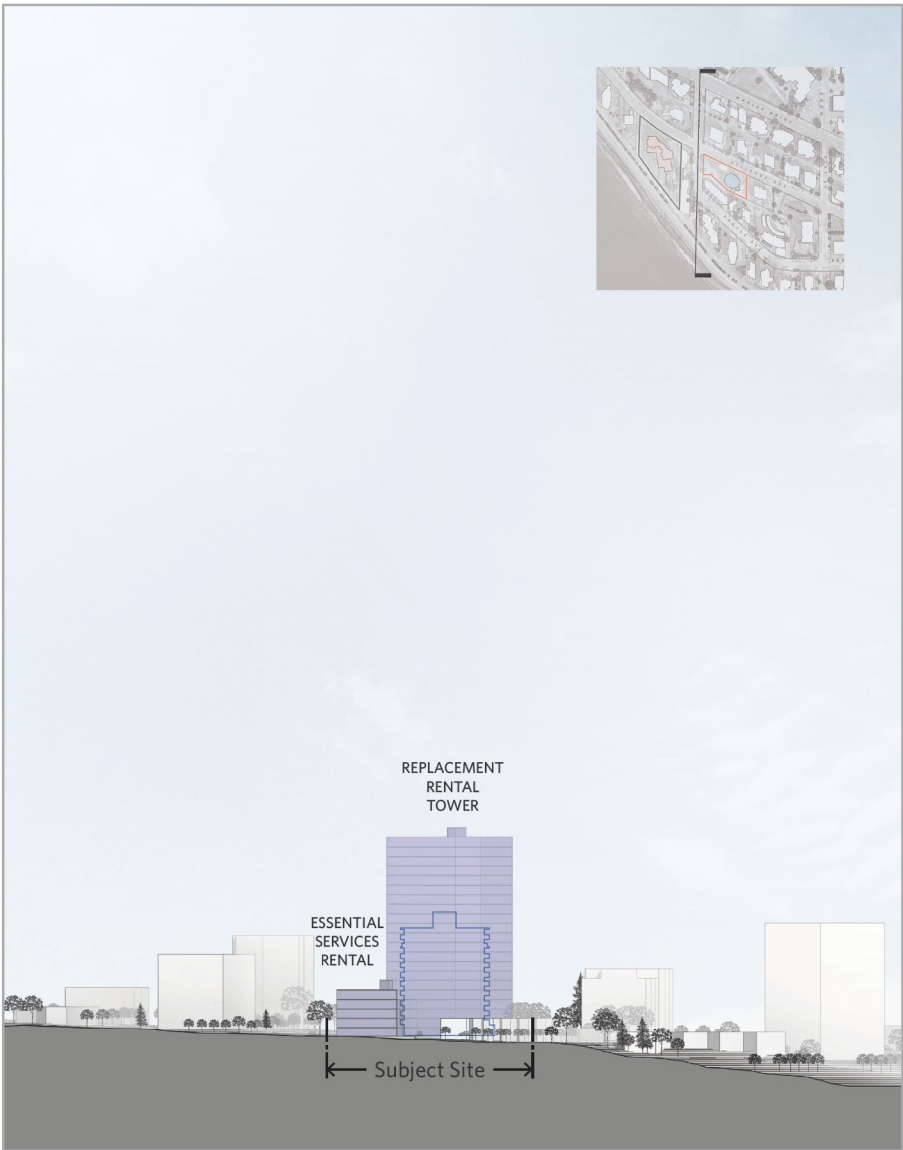 REPLACEMENT
RENTAL
TOWER
ESSENTIAL
SERVICES
RENTAL
Subject Site